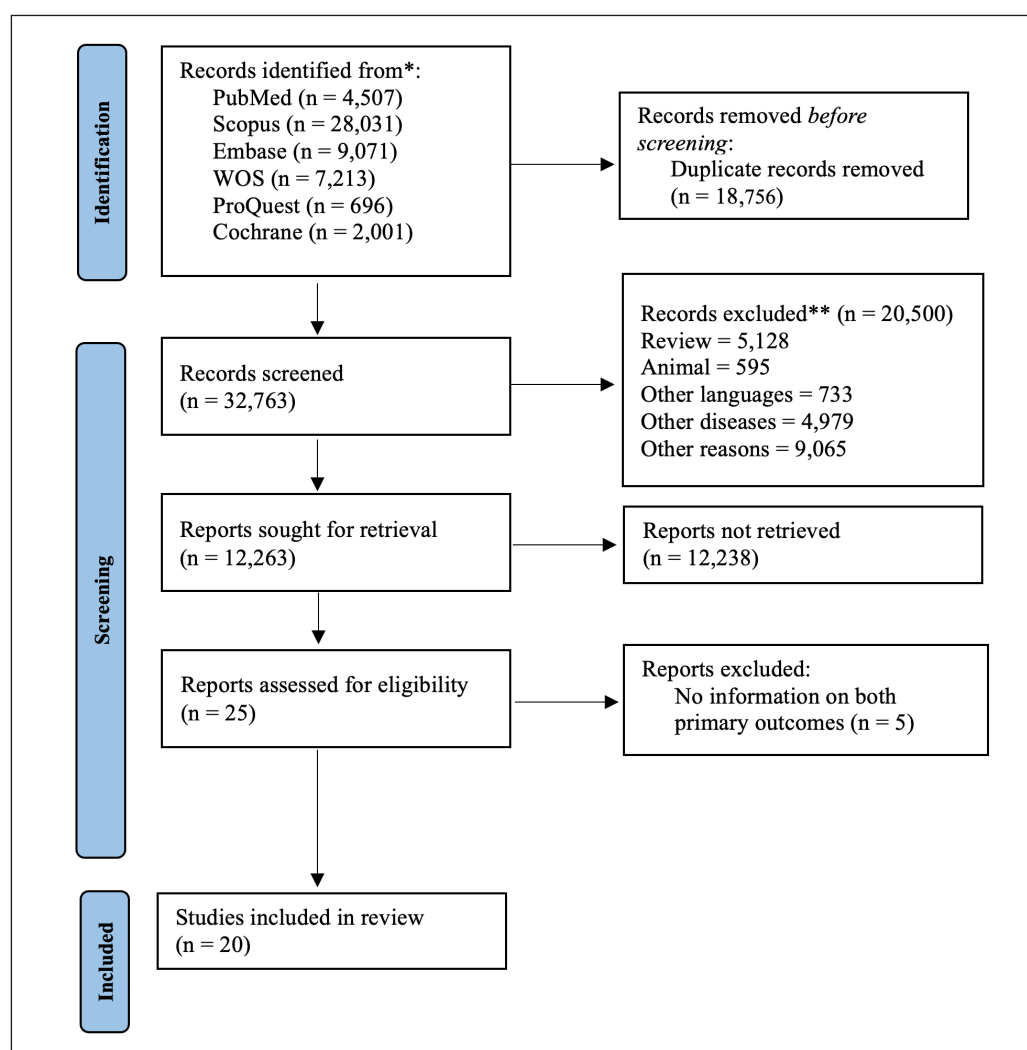 Identification
Records identified from*:
PubMed (n = 4,507)
Scopus (n = 28,031)
Embase (n = 9,071)
WOS (n = 7,213)
ProQuest (n = 696)
Cochrane (n = 2,001)
Records removed before
screening:
Duplicate records removed
(n = 18,756)
Screening
Records screened
(n = 32,763)
Records excluded** (n = 20,500)
Review = 5,128
Animal = 595
Other languages = 733
Other diseases = 4,979
Other reasons = 9,065
Reports sought for retrieval
(n = 12,263)
Reports not retrieved
(n = 12,238)
Reports assessed for eligibility
(n = 25)
Reports excluded:
No information on both
primary outcomes (n = 5)
Included
Studies included in review
(n = 20)